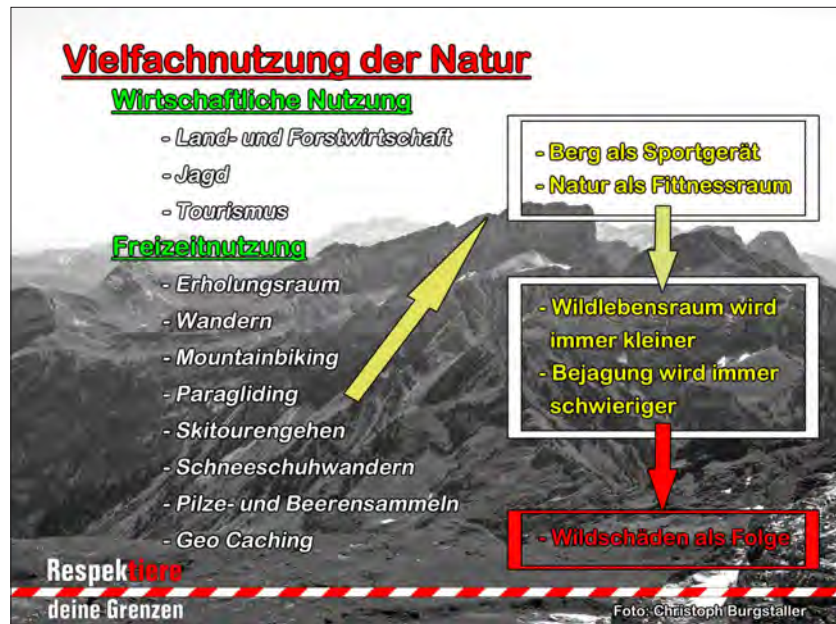 Vielfachnutzung der Natur
Wirtschaftliche Nutzung
- Land- und Forstwirtschaft
- Jagd
- Tourismus
Freizeitnutzung
- Erholungsraum
- Wandern
- Mountainbiking
- Paragliding
- Skitourengehen
- Schneeschuhwandern
- Pilze- und Beerensammeln
- Geo Caching
- Berg als Sportgerät
- Natur als Fittnessraum
- Wildlebensraum wird
immer kleiner
- Bejagung wird immer
schwieriger
- Wildschäden als Folge
Respektiere
deine Grenzen
Foto: Christoph Burgstaller